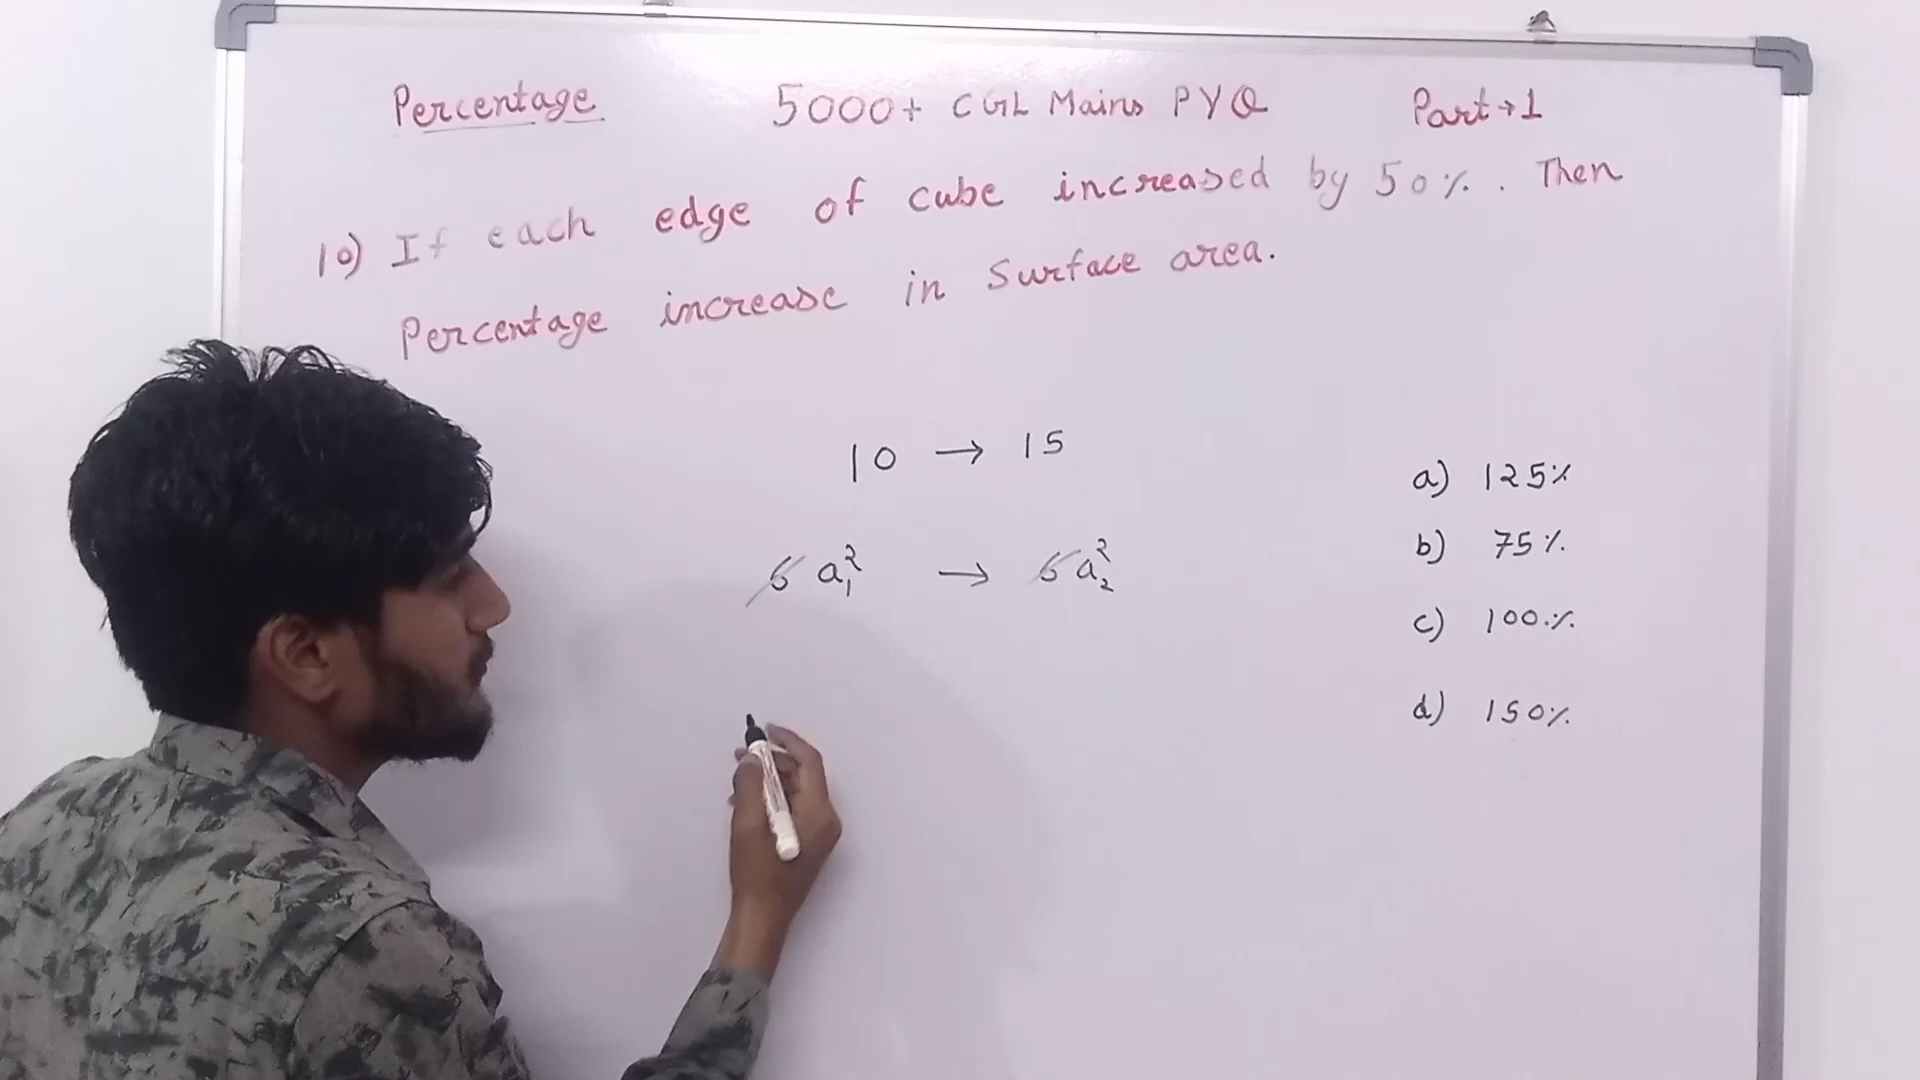 Percentage 5000+ CGL Mains PYQ Part→1
10) If each edge of cube increased by 50%. Then
Percentage increase in Surface area.
10 → 15
6 a₁² → 6 a₂²
a) 125%
b) 75%
c) 100%
d) 150%